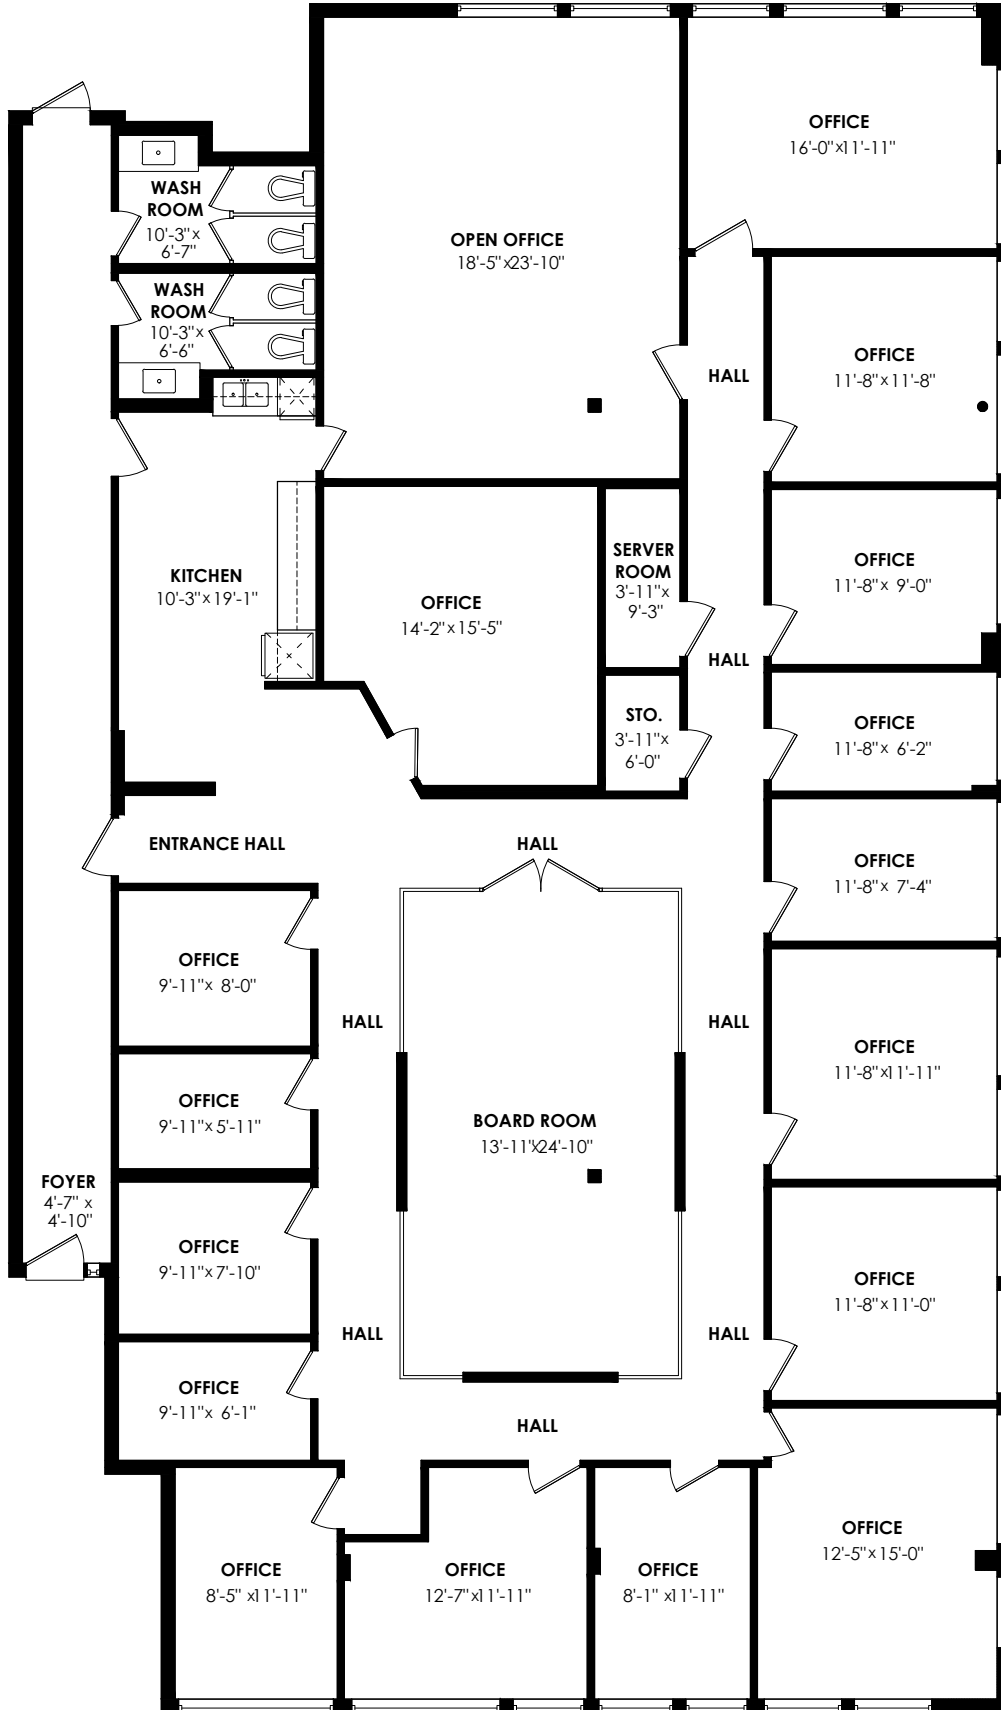 OFFICE
16'-0"x11'-11"
WASH
ROOM
10'-3"x
6'-7"
OPEN OFFICE
18'-5"x23'-10"
WASH
ROOM
10'-3"x
6'-6"
HALL
OFFICE
11'-8"x11'-8"
KITCHEN
10'-3"x19'-1"
OFFICE
14'-2"x15'-5"
SERVER
ROOM
3'-11"x
9'-3"
OFFICE
11'-8"x 9'-0"
HALL
STO.
3'-11"x
6'-0"
OFFICE
11'-8"x 6'-2"
ENTRANCE HALL
HALL
OFFICE
11'-8"x 7'-4"
OFFICE
9'-11"x 8'-0"
HALL
HALL
OFFICE
11'-8"x11'-11"
OFFICE
9'-11"x 5'-11"
BOARD ROOM
13'-11"x24'-10"
FOYER
4'-7" x
4'-10"
OFFICE
9'-11"x7'-10"
OFFICE
11'-8"x11'-0"
HALL
HALL
OFFICE
9'-11"x 6'-1"
HALL
OFFICE
12'-5"x15'-0"
OFFICE
8'-5" x11'-11"
OFFICE
12'-7"x11'-11"
OFFICE
8'-1" x11'-11"